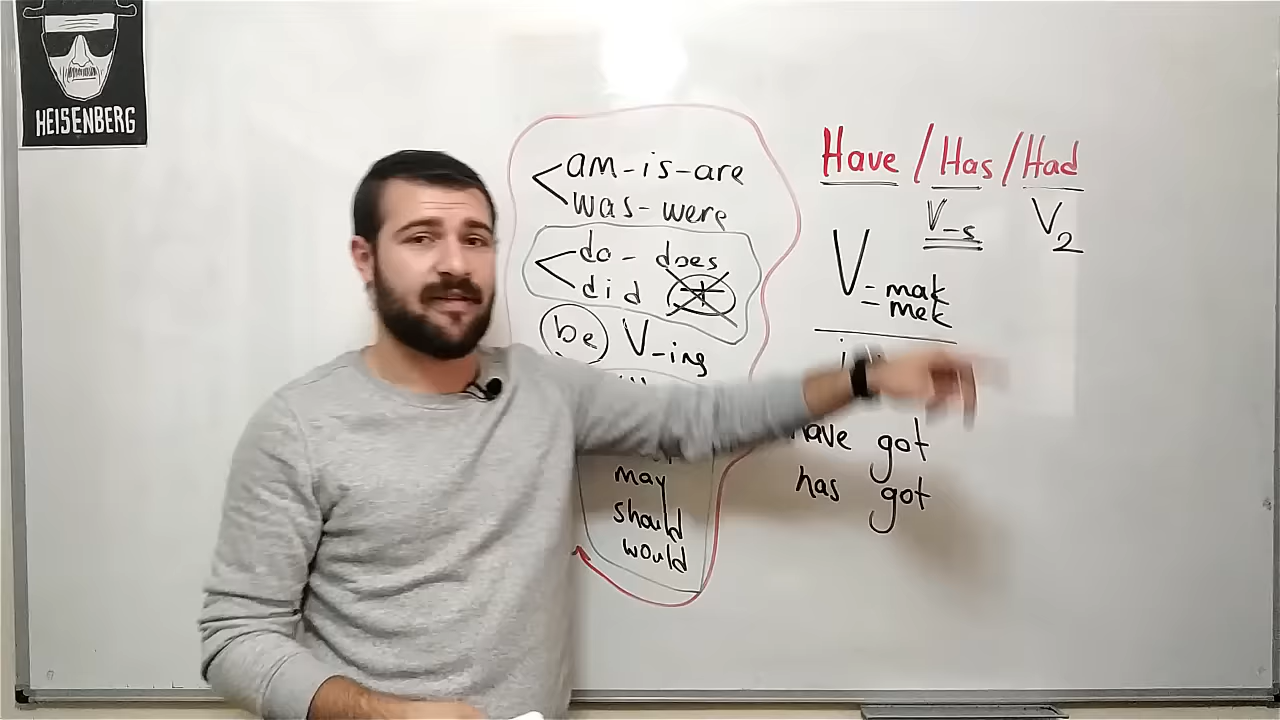 HEISENBERG
am-is-are
was-were
do-does
did +
be V-ing
may
should
would
Have / Has / Had
V-s V2
V = mak
mek
have got
has got